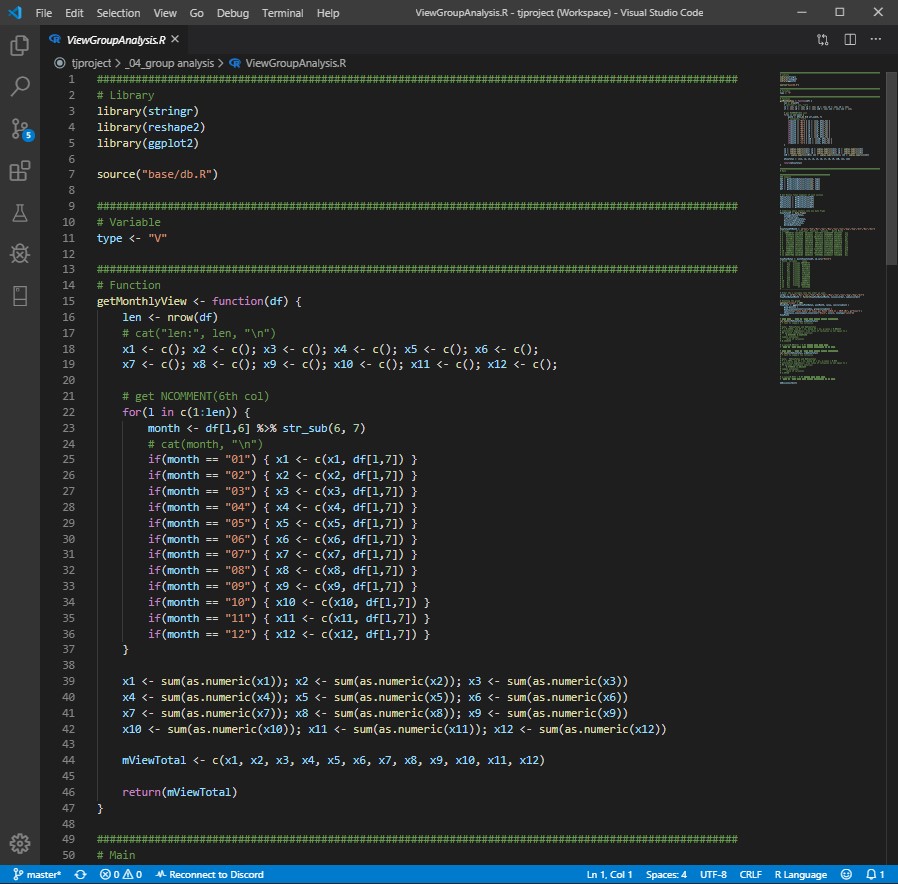 File Edit Selection View Go Debug Terminal Help ViewGroupAnalysis.R - tjproject (Workspace) - Visual Studio Code
ViewGroupAnalysis.R
tjproject > _04_group analysis > ViewGroupAnalysis.R
1 ####################################################################################################
2 # Library
3 library(stringr)
4 library(reshape2)
5 library(ggplot2)
6
7 source("base/db.R")
8
9 ####################################################################################################
10 # Variable
11 type <- "V"
12
13 ####################################################################################################
14 # Function
15 getMonthlyView <- function(df) {
16 len <- nrow(df)
17 # cat("len:", len, "\n")
18 x1 <- c(); x2 <- c(); x3 <- c(); x4 <- c(); x5 <- c(); x6 <- c();
19 x7 <- c(); x8 <- c(); x9 <- c(); x10 <- c(); x11 <- c(); x12 <- c();
20
21 # get NCOMMENT(6th col)
22 for(l in c(1:len)) {
23 month <- df[l,6] %>% str_sub(6, 7)
24 # cat(month, "\n")
25 if(month == "01") { x1 <- c(x1, df[l,7]) }
26 if(month == "02") { x2 <- c(x2, df[l,7]) }
27 if(month == "03") { x3 <- c(x3, df[l,7]) }
28 if(month == "04") { x4 <- c(x4, df[l,7]) }
29 if(month == "05") { x5 <- c(x5, df[l,7]) }
30 if(month == "06") { x6 <- c(x6, df[l,7]) }
31 if(month == "07") { x7 <- c(x7, df[l,7]) }
32 if(month == "08") { x8 <- c(x8, df[l,7]) }
33 if(month == "09") { x9 <- c(x9, df[l,7]) }
34 if(month == "10") { x10 <- c(x10, df[l,7]) }
35 if(month == "11") { x11 <- c(x11, df[l,7]) }
36 if(month == "12") { x12 <- c(x12, df[l,7]) }
37 }
38
39 x1 <- sum(as.numeric(x1)); x2 <- sum(as.numeric(x2)); x3 <- sum(as.numeric(x3))
40 x4 <- sum(as.numeric(x4)); x5 <- sum(as.numeric(x5)); x6 <- sum(as.numeric(x6))
41 x7 <- sum(as.numeric(x7)); x8 <- sum(as.numeric(x8)); x9 <- sum(as.numeric(x9))
42 x10 <- sum(as.numeric(x10)); x11 <- sum(as.numeric(x11)); x12 <- sum(as.numeric(x12))
43
44 mViewTotal <- c(x1, x2, x3, x4, x5, x6, x7, x8, x9, x10, x11, x12)
45
46 return(mViewTotal)
47 }
48
49 ####################################################################################################
50 # Main
5
master* 0 0 Reconnect to Discord Ln 1, Col 1 Spaces: 4 UTF-8 CRLF R Language 1